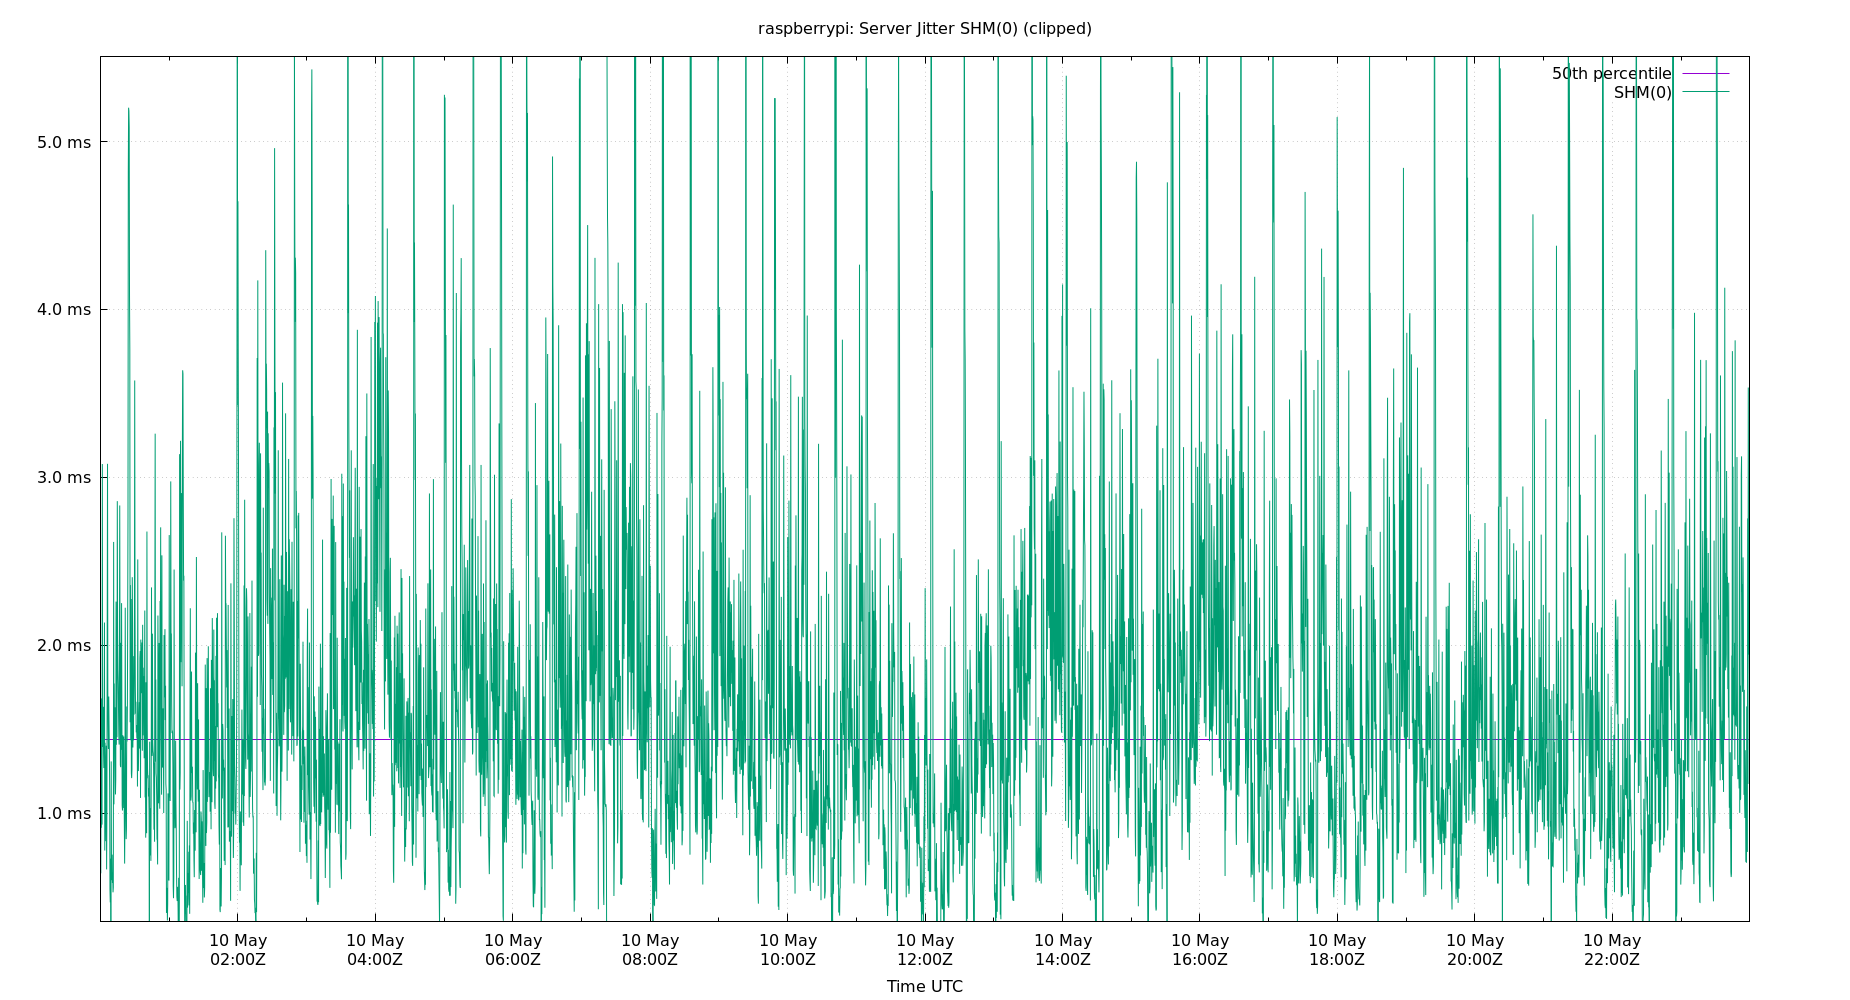 raspberrypi: Server Jitter SHM(0) (clipped)
50th percentile
SHM(0)
5.0 ms
4.0 ms
3.0 ms
2.0 ms
1.0 ms
10 May 10 May 10 May 10 May 10 May 10 May 10 May 10 May 10 May 10 May 10 May
02:00Z 04:00Z 06:00Z 08:00Z 10:00Z 12:00Z 14:00Z 16:00Z 18:00Z 20:00Z 22:00Z
Time UTC